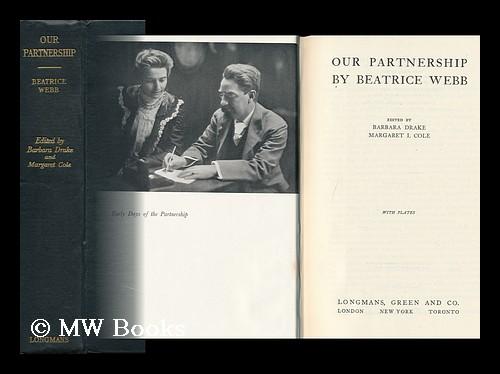 OUR
PARTNERSHIP
BEATRICE
WEBB
Edited by
Barbara Drake
and
Margaret Cole
LONGMANS
Early Days of the Partnership
OUR PARTNERSHIP
BY BEATRICE WEBB
EDITED BY
BARBARA DRAKE
MARGARET I. COLE
WITH PLATES
LONGMANS, GREEN AND CO.
LONDON NEW YORK TORONTO
© MW Books